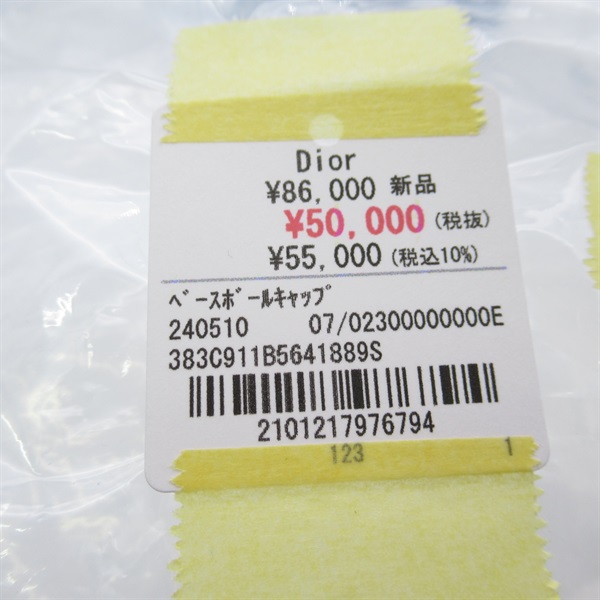 Dior
¥86,000 新品
¥50,000 (税抜)
¥55,000 (税込10%)
ﾍﾞｰｽﾎﾞｰﾙｷｬｯﾌﾟ
240510 07/02300000000E
383C911B5641889S
2101217976794
123 1